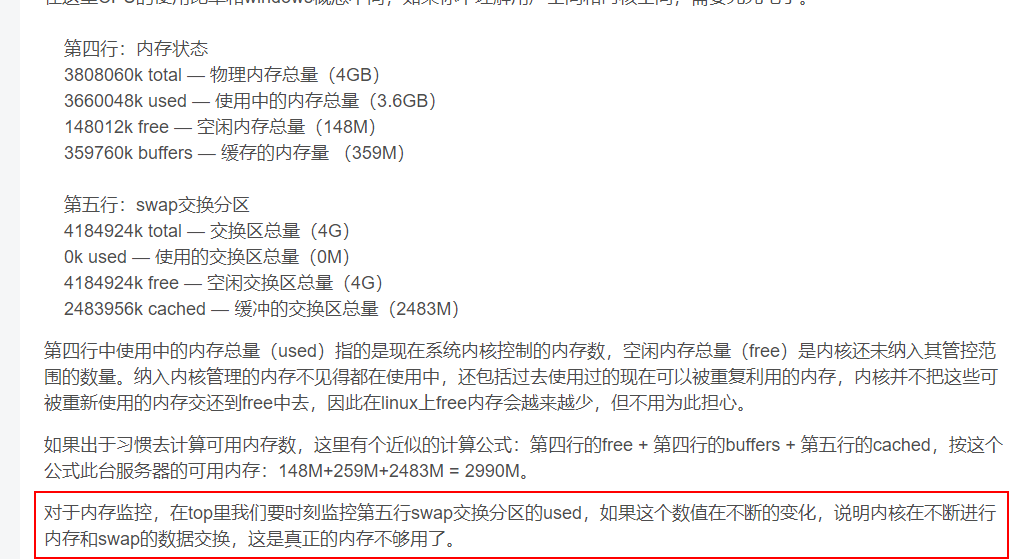 第四行：内存状态
3808060k total — 物理内存总量（4GB）
3660048k used — 使用中的内存总量（3.6GB）
148012k free — 空闲内存总量（148M）
359760k buffers — 缓存的内存量 （359M）
第五行：swap交换分区
4184924k total — 交换区总量（4G）
0k used — 使用的交换区总量（0M）
4184924k free — 空闲交换区总量（4G）
2483956k cached — 缓冲的交换区总量（2483M）
第四行中使用中的内存总量（used）指的是现在系统内核控制的内存数，空闲内存总量（free）是内核还未纳入其管控范
围的数量。纳入内核管理的内存不见得都在使用中，还包括过去使用过的现在可以被重复利用的内存，内核并不把这些可
被重新使用的内存交还到free中去，因此在linux上free内存会越来越少，但不用为此担心。
如果出于习惯去计算可用内存数，这里有个近似的计算公式：第四行的free + 第四行的buffers + 第五行的cached，按这个
公式此台服务器的可用内存：148M+259M+2483M = 2990M。
对于内存监控，在top里我们要时刻监控第五行swap交换分区的used，如果这个数值在不断的变化，说明内核在不断进行
内存和swap的数据交换，这是真正的内存不够用了。